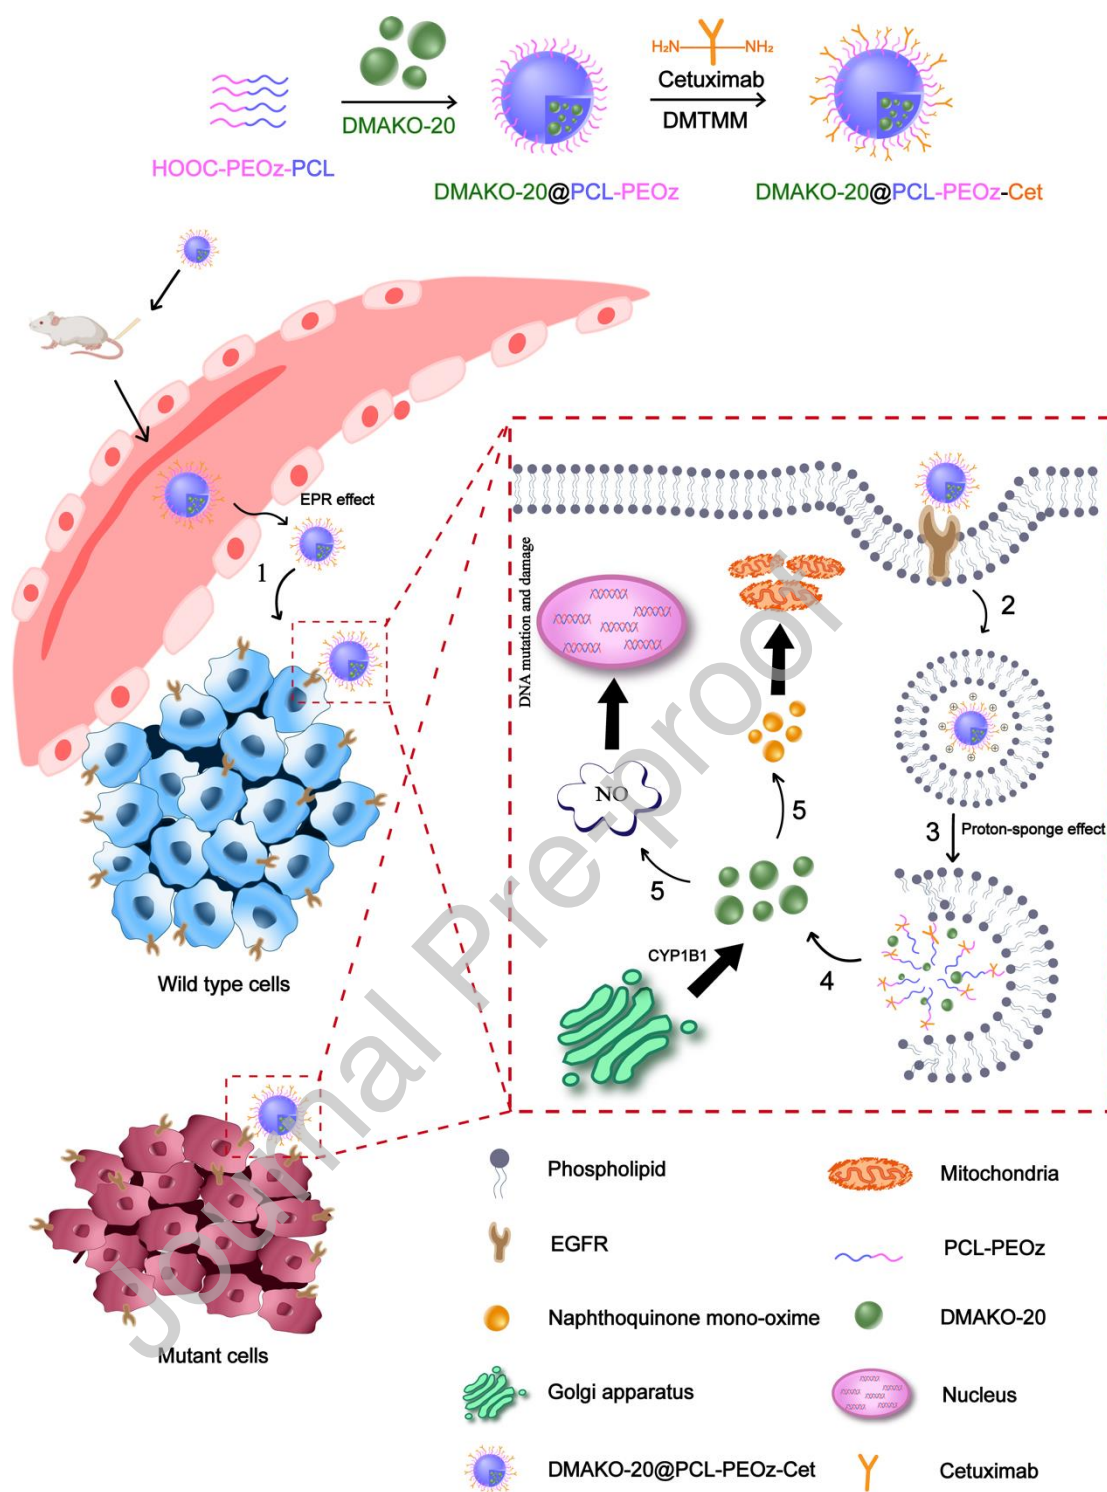 H₂N
NH₂
Cetuximab
DMAKO-20
DMTMM
HOOC-PEOz-PCL
DMAKO-20@PCL-PEOz
DMAKO-20@PCL-PEOz-Cet
EPR effect
1
DNA mutation and damage
2
NO
5
5
3
Proton-sponge effect
CYP1B1
4
Wild type cells
Mutant cells
Journal Pre-proof
Phospholipid
Mitochondria
EGFR
PCL-PEOz
Naphthoquinone mono-oxime
DMAKO-20
Golgi apparatus
Nucleus
DMAKO-20@PCL-PEOz-Cet
Cetuximab